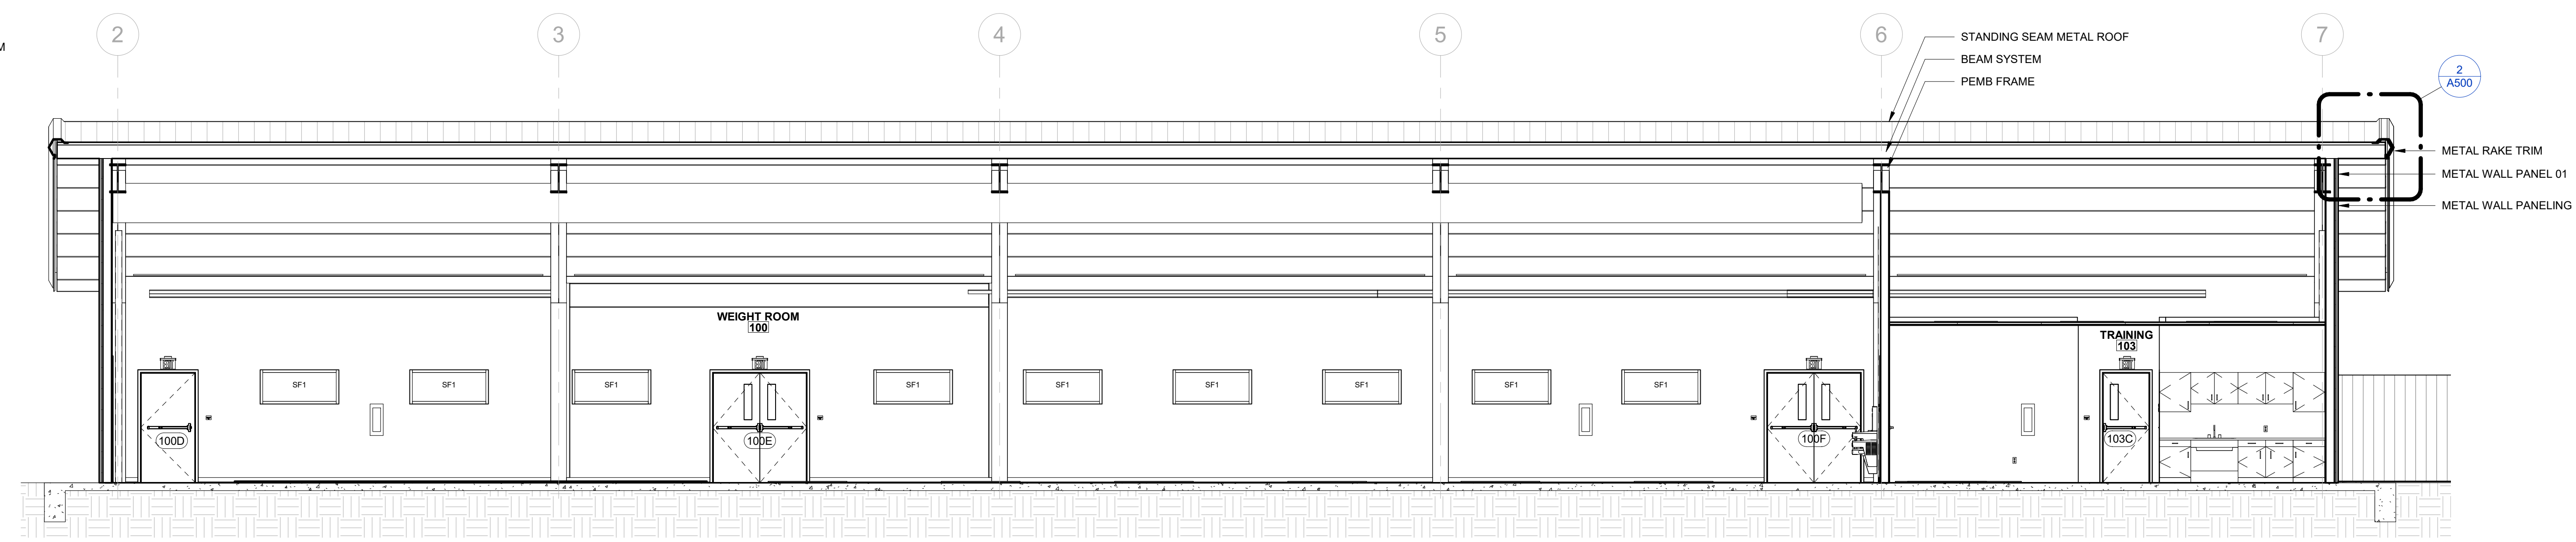 2
3
4
5
6
7
M
STANDING SEAM METAL ROOF
BEAM SYSTEM
PEMB FRAME
2
A500
METAL RAKE TRIM
METAL WALL PANEL 01
METAL WALL PANELING
WEIGHT ROOM
100
TRAINING
103
SF1
SF1
SF1
SF1
SF1
SF1
SF1
SF1
SF1
100D
100E
100F
103C